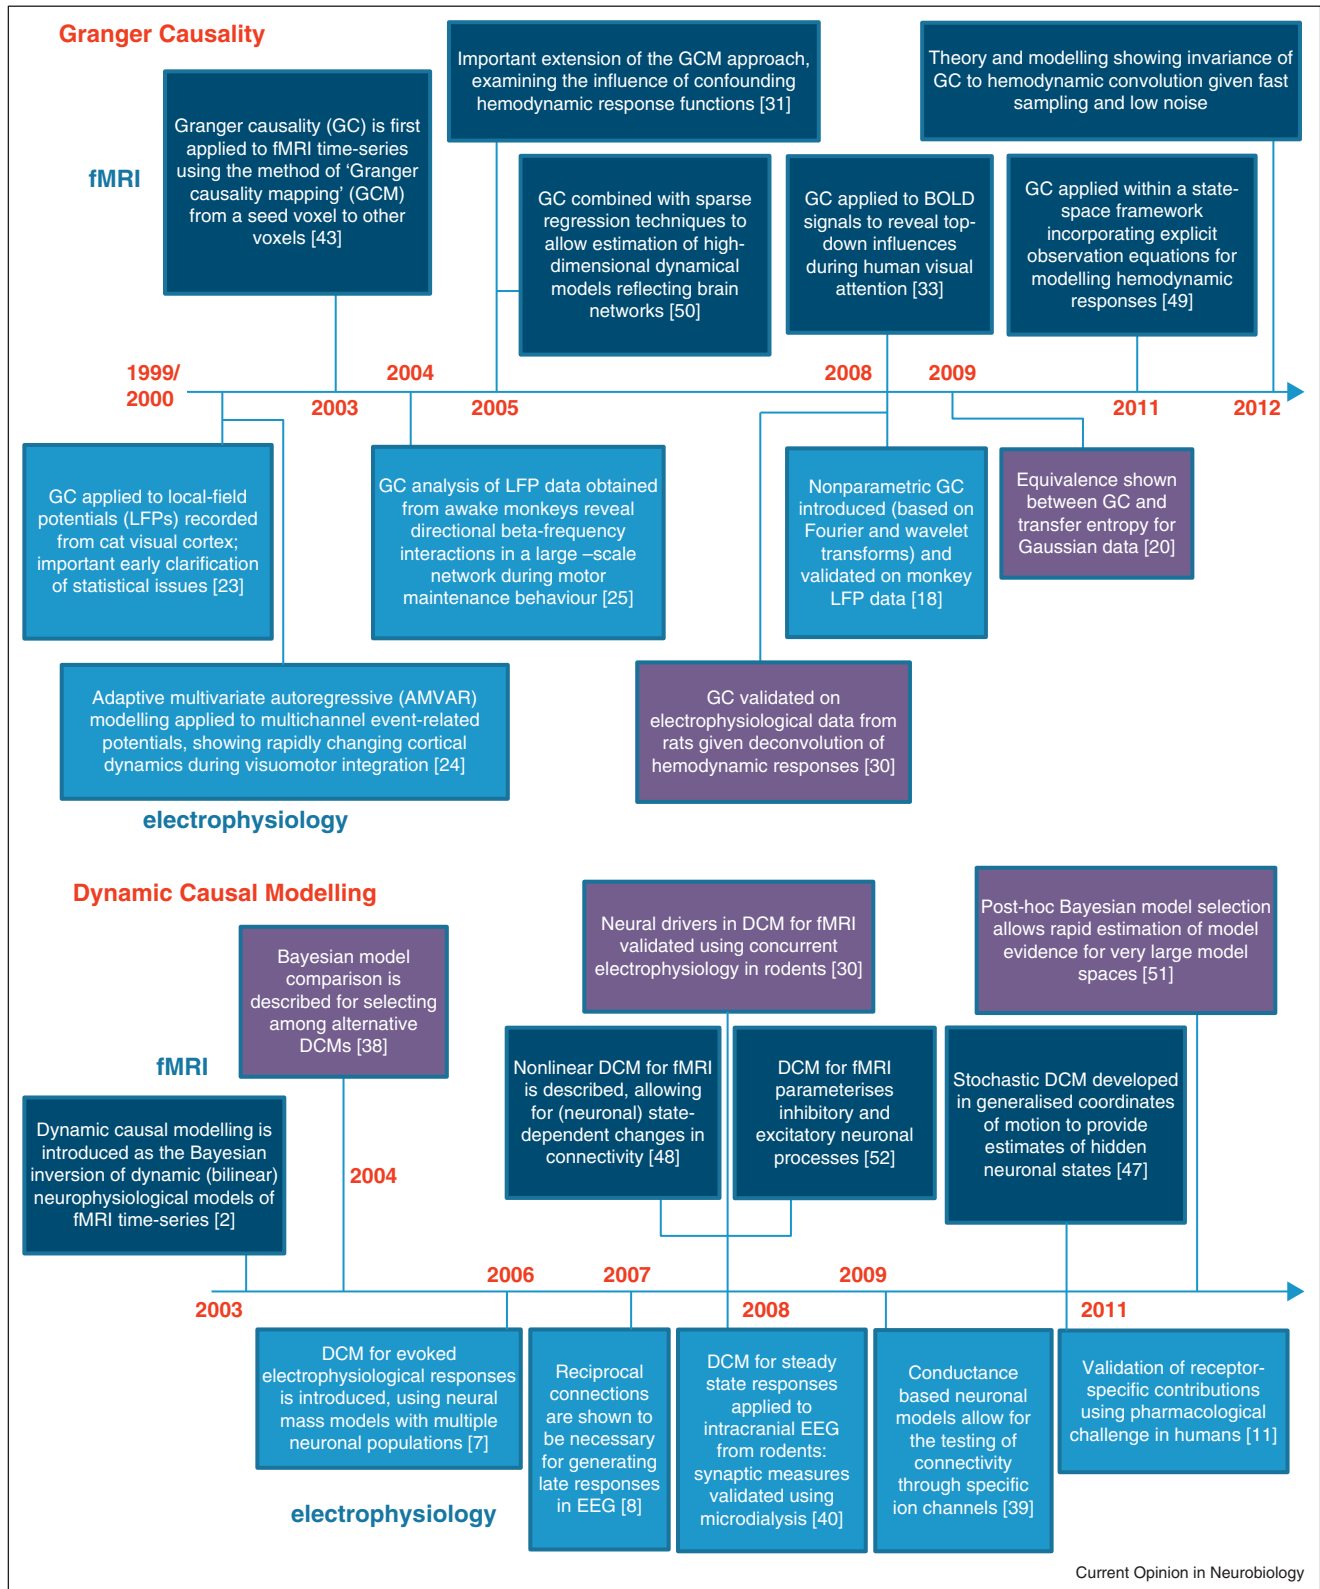 Granger Causality
fMRI
Granger causality (GC) is first
applied to fMRI time-series
using the method of ‘Granger
causality mapping’ (GCM)
from a seed voxel to other
voxels [43]
Important extension of the GCM approach,
examining the influence of confounding
hemodynamic response functions [31]
GC combined with sparse
regression techniques to
allow estimation of high-
dimensional dynamical
models reflecting brain
networks [50]
GC applied to BOLD
signals to reveal top-
down influences
during human visual
attention [33]
Theory and modelling showing invariance of
GC to hemodynamic convolution given fast
sampling and low noise
GC applied within a state-
space framework
incorporating explicit
observation equations for
modelling hemodynamic
responses [49]
1999/
2000
2003
2004
2005
2008
2009
2011
2012
GC applied to local-field
potentials (LFPs) recorded
from cat visual cortex;
important early clarification
of statistical issues [23]
GC analysis of LFP data obtained
from awake monkeys reveal
directional beta-frequency
interactions in a large –scale
network during motor
maintenance behaviour [25]
Nonparametric GC
introduced (based on
Fourier and wavelet
transforms) and
validated on monkey
LFP data [18]
Equivalence shown
between GC and
transfer entropy for
Gaussian data [20]
Adaptive multivariate autoregressive (AMVAR)
modelling applied to multichannel event-related
potentials, showing rapidly changing cortical
dynamics during visuomotor integration [24]
GC validated on
electrophysiological data from
rats given deconvolution of
hemodynamic responses [30]
electrophysiology
Dynamic Causal Modelling
fMRI
Dynamic causal modelling is
introduced as the Bayesian
inversion of dynamic (bilinear)
neurophysiological models of
fMRI time-series [2]
Bayesian model
comparison is
described for selecting
among alternative
DCMs [38]
Neural drivers in DCM for fMRI
validated using concurrent
electrophysiology in rodents [30]
Nonlinear DCM for fMRI
is described, allowing
for (neuronal) state-
dependent changes in
connectivity [48]
DCM for fMRI
parameterises
inhibitory and
excitatory neuronal
processes [52]
Post-hoc Bayesian model selection
allows rapid estimation of model
evidence for very large model
spaces [51]
Stochastic DCM developed
in generalised coordinates
of motion to provide
estimates of hidden
neuronal states [47]
2003
2004
2006
2007
2008
2009
2011
DCM for evoked
electrophysiological responses
is introduced, using neural
mass models with multiple
neuronal populations [7]
Reciprocal
connections
are shown to
be necessary
for generating
late responses
in EEG [8]
DCM for steady
state responses
applied to
intracranial EEG
from rodents:
synaptic measures
validated using
microdialysis [40]
Conductance
based neuronal
models allow for
the testing of
connectivity
through specific
ion channels [39]
Validation of receptor-
specific contributions
using pharmacological
challenge in humans [11]
electrophysiology
Current Opinion in Neurobiology